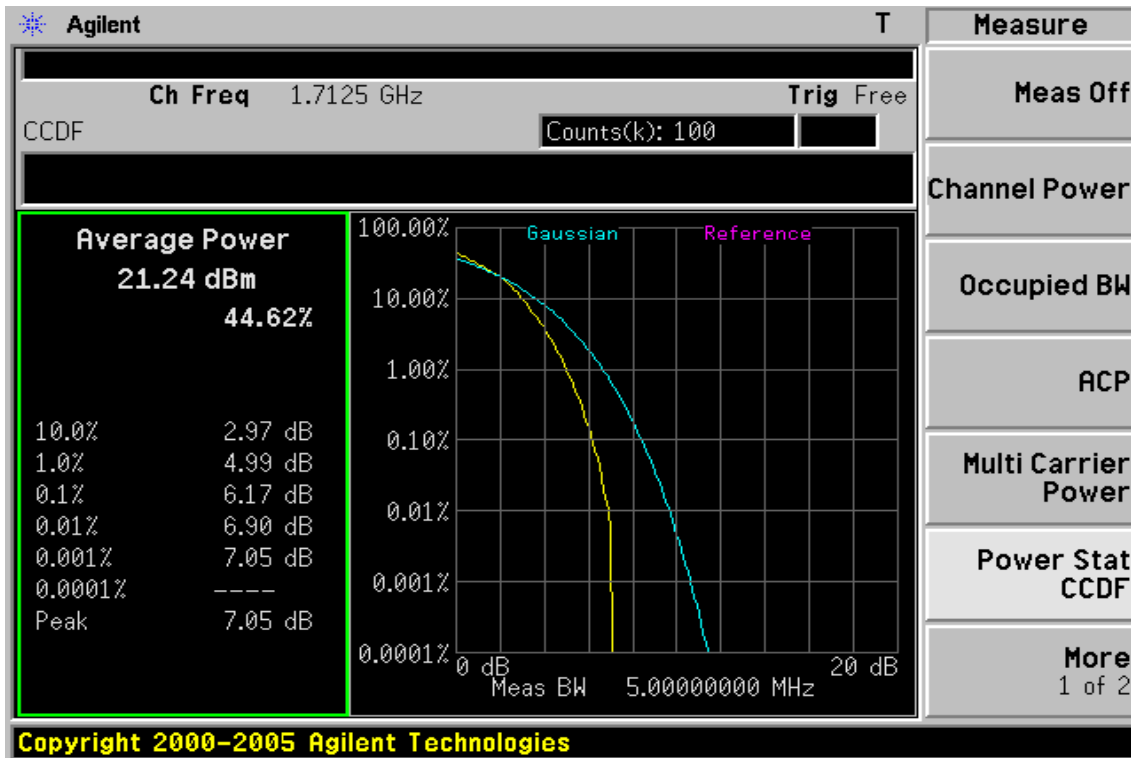 Agilent T
Measure
Ch Freq 1.7125 GHz Trig Free
CCDF Counts(k): 100
Average Power
21.24 dBm
44.62%
10.0% 2.97 dB
1.0% 4.99 dB
0.1% 6.17 dB
0.01% 6.90 dB
0.001% 7.05 dB
0.0001% ----
Peak 7.05 dB
Gaussian Reference
100.00%
10.00%
1.00%
0.10%
0.01%
0.001%
0.0001%
0 dB 20 dB
Meas BW 5.00000000 MHz
Meas Off
Channel Power
Occupied BW
ACP
Multi Carrier
Power
Power Stat
CCDF
More
1 of 2
Copyright 2000-2005 Agilent Technologies